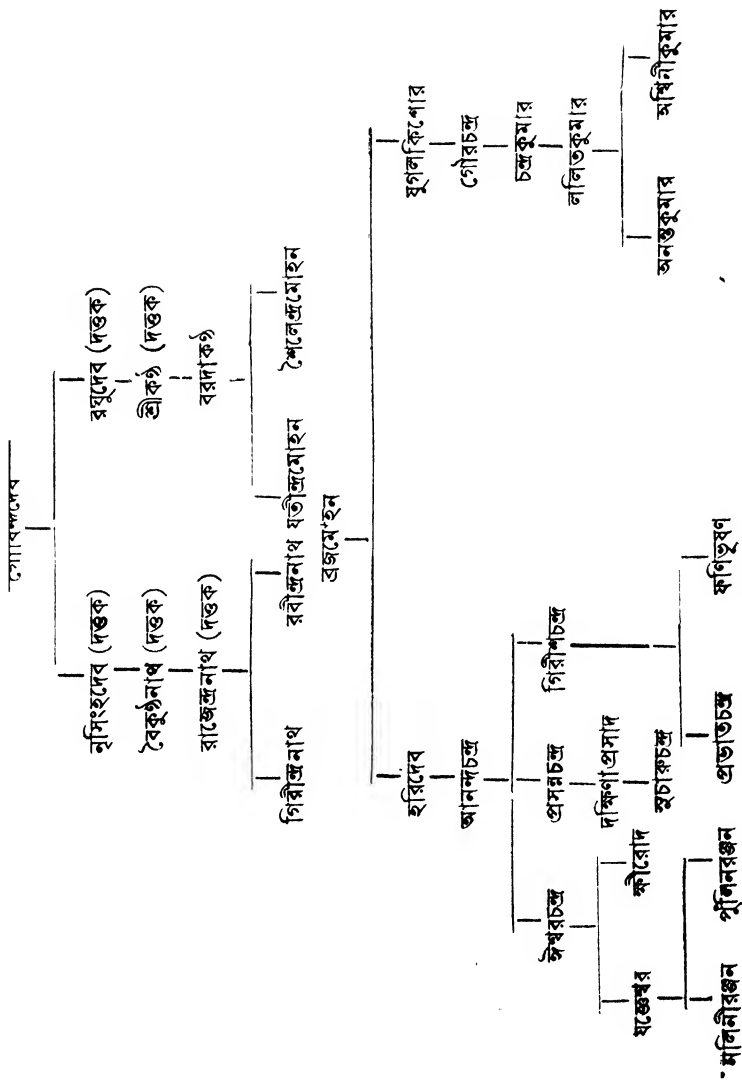 নৃসিংহদেব (দত্তক) রঘুদেব (দত্তক)
বৈকুণ্ঠনাথ (দত্তক) শ্রীকণ্ঠ (দত্তক)
রাজেন্দ্রনাথ (দত্তক) বরদাকণ্ঠ
গিরীন্দ্রনাথ রবীন্দ্রনাথ যতীন্দ্রমোহন শৈলেন্দ্রমোহন
ব্রজমোহন
হরিদেব যুগলকিশোর
আনন্দচন্দ্র গৌরচন্দ্র
চন্দ্রকুমার
ঈশ্বরচন্দ্র প্রসন্নচন্দ্র গিরীশচন্দ্র ললিতকুমার
দক্ষিণাপ্রসাদ
যজ্ঞেশ্বর ক্ষীরোদ সুচারুচন্দ্র অনন্তকুমার অশ্বিনীকুমার
নলিনীরঞ্জন পুলিনরঞ্জন প্রভাতচন্দ্র ফণিভূষণ